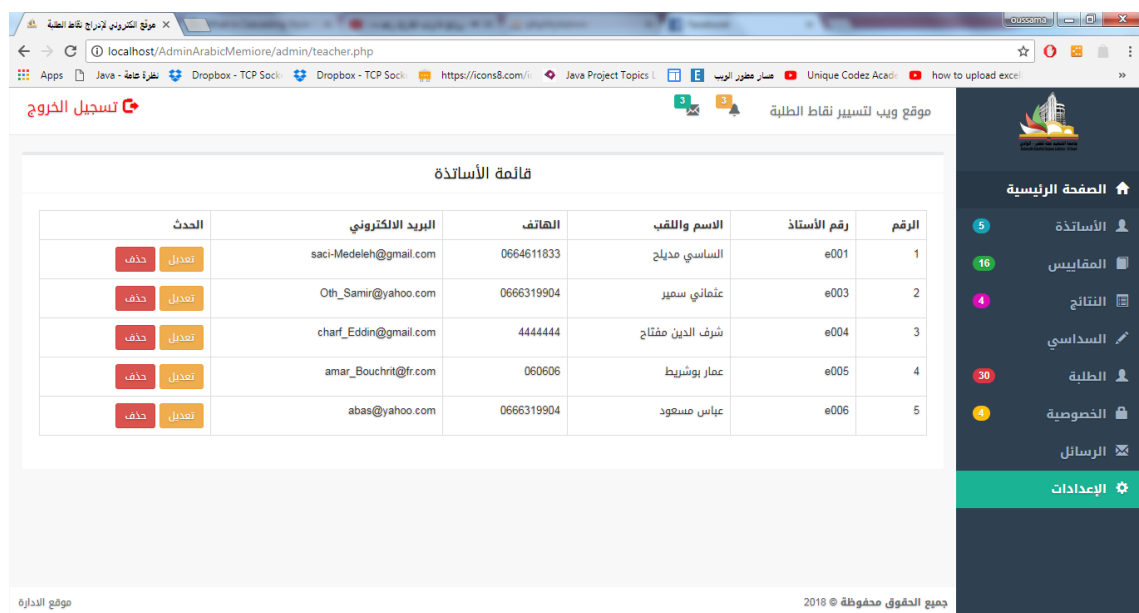 موقع الكتروني لإدراج نقاط الطلبة
oussama
localhost/AdminArabicMemiore/admin/teacher.php
Apps
Java - نظرة عامة
Dropbox - TCP Sock
Dropbox - TCP Sock
https://icons8.com/i
Java Project Topics
مسار مطور الويب
Unique Codez Acade
how to upload excel
تسجيل الخروج
3
3
موقع ويب لتسيير نقاط الطلبة
الصفحة الرئيسية
الأساتذة 5
المقاييس 16
النتائج 4
السداسي
الطلبة 30
الخصوصية 4
الرسائل
الإعدادات
قائمة الأساتذة
الرقم رقم الأستاذ الاسم واللقب الهاتف البريد الالكتروني الحدث
1 e001 الساسي مديلح 0664611833 saci-Medeleh@gmail.com تعديل حذف
2 e003 عثماني سمير 0666319904 Oth_Samir@yahoo.com تعديل حذف
3 e004 شرف الدين مفتاح 4444444 charf_Eddin@gmail.com تعديل حذف
4 e005 عمار بوشريط 060606 amar_Bouchrit@fr.com تعديل حذف
5 e006 عباس مسعود 0666319904 abas@yahoo.com تعديل حذف
جميع الحقوق محفوظة © 2018
موقع الادارة